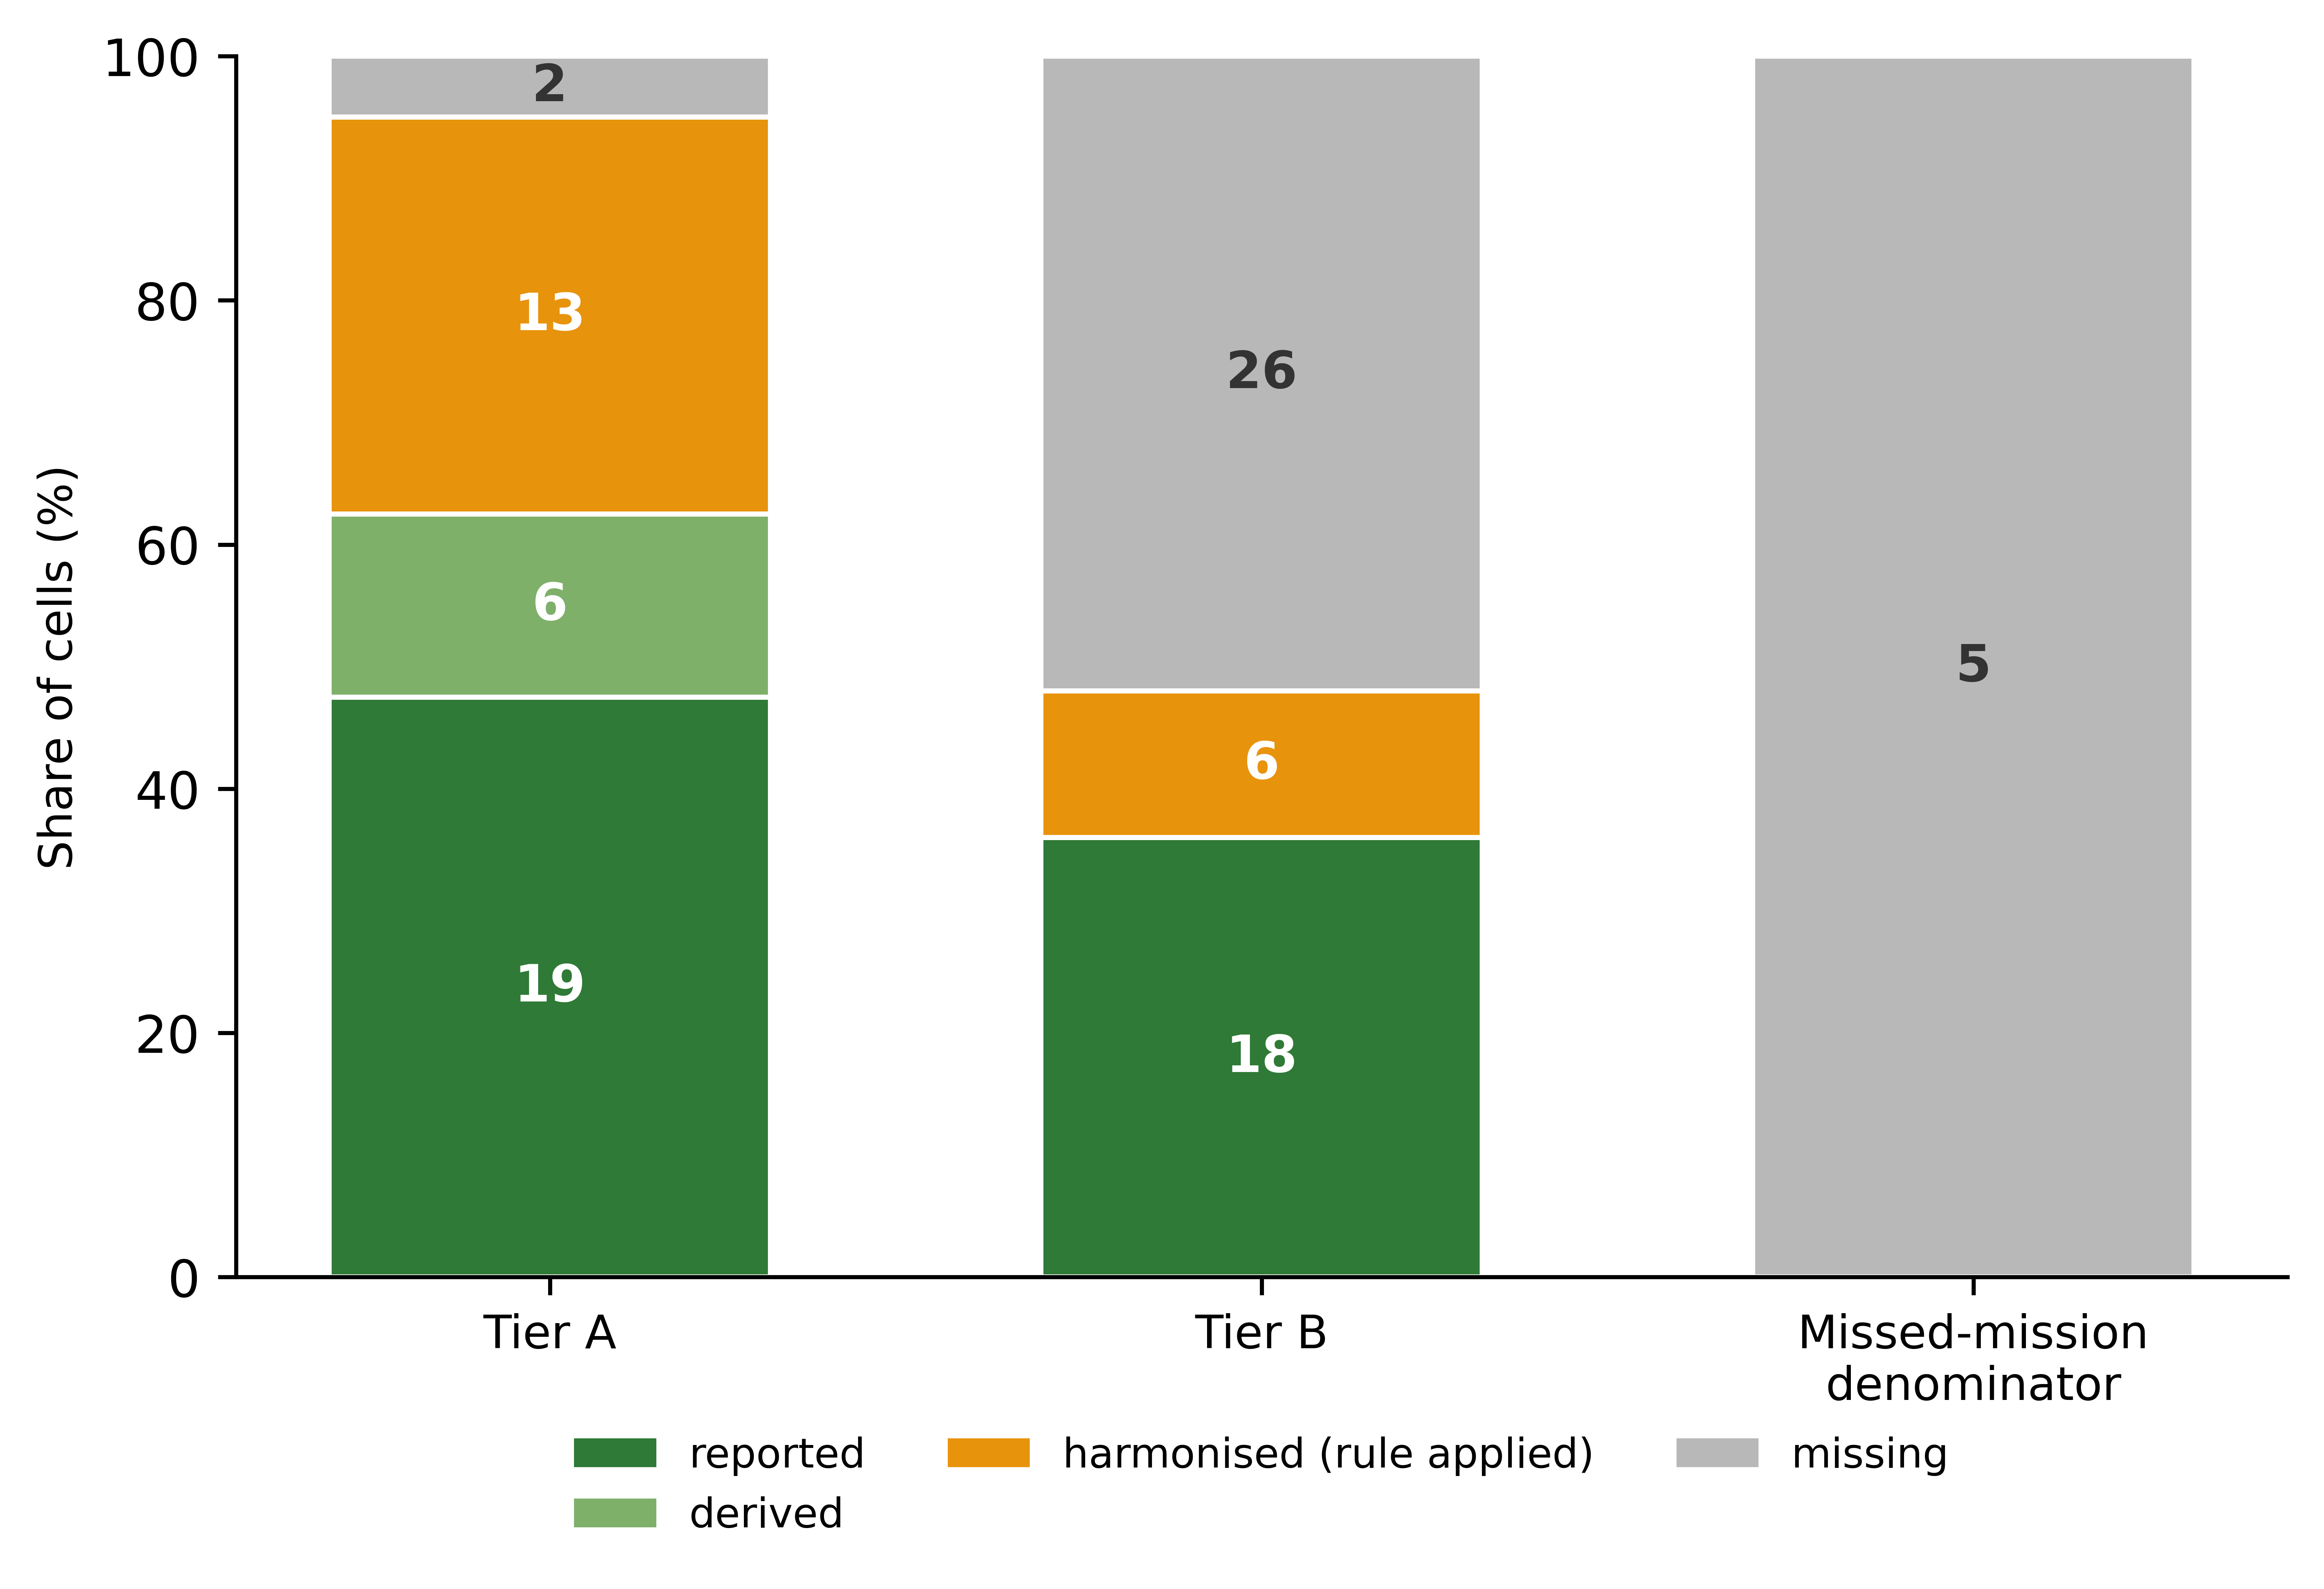 Share of cells (%)
100
80
60
40
20
0
2
13
6
19
26
6
18
5
Tier A
Tier B
Missed-mission
denominator
reported
derived
harmonised (rule applied)
missing